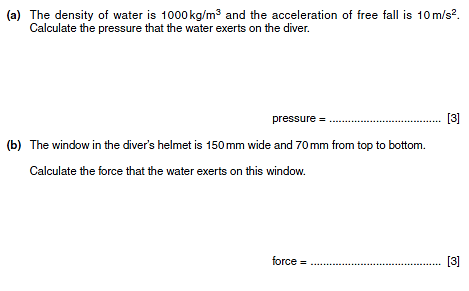 (a) The density of water is 1000 kg/m³ and the acceleration of free fall is 10 m/s².
Calculate the pressure that the water exerts on the diver.
pressure = ..................................... [3]
(b) The window in the diver's helmet is 150 mm wide and 70 mm from top to bottom.
Calculate the force that the water exerts on this window.
force = ........................................... [3]